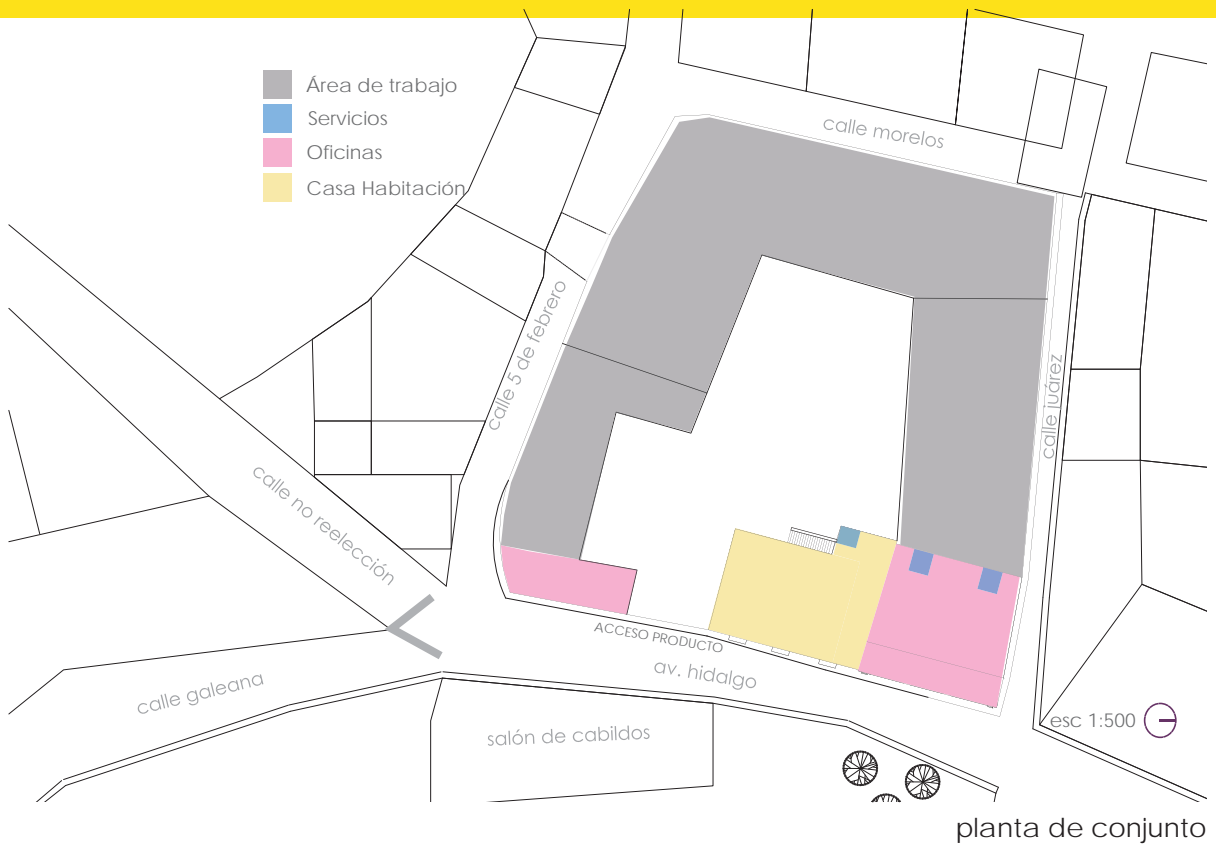 Área de trabajo
Servicios
Oficinas
Casa Habitación
calle morelos
calle 5 de febrero
calle juárez
calle no reelección
ACCESO PRODUCTO
av. hidalgo
calle galeana
salón de cabildos
esc 1:500
planta de conjunto